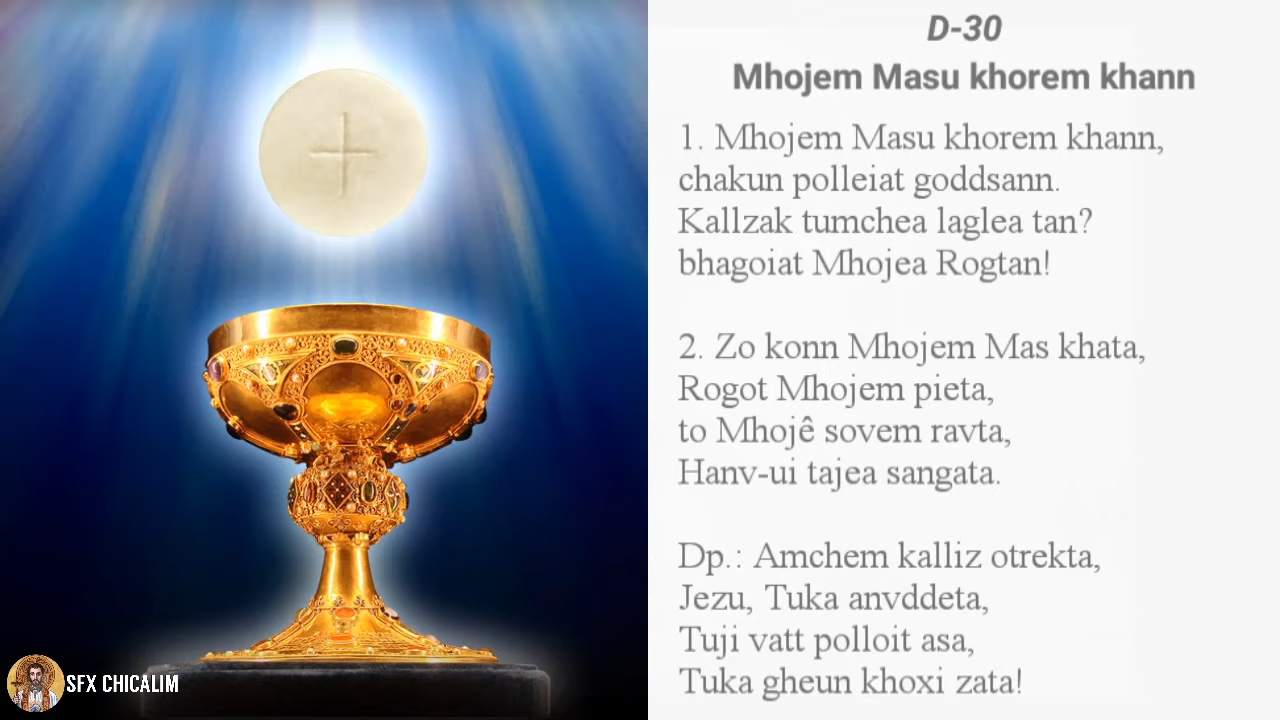 D-30
Mhojem Masu khorem khann
1. Mhojem Masu khorem khann,
chakun polleiat goddsann.
Kallzak tumchea laglea tan?
bhagoiat Mhojea Rogtan!
2. Zo konn Mhojem Mas khata,
Rogot Mhojem pieta,
to Mhojê sovem ravta,
Hanv-ui tajea sangata.
Dp.: Amchem kalliz otrekta,
Jezu, Tuka anvddeta,
Tuji vatt polloit asa,
Tuka gheun khoxi zata!
SFX CHICALIM